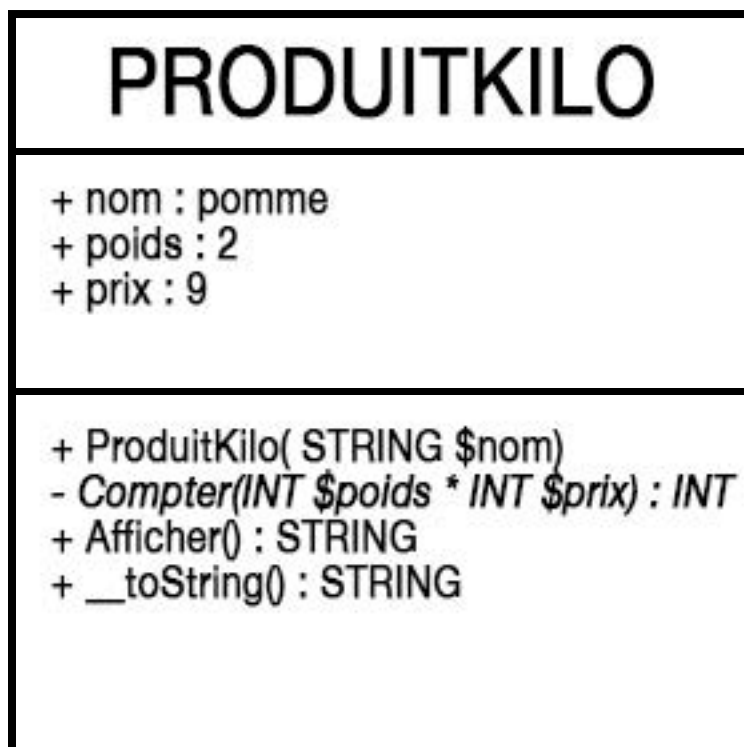 PRODUITKILO
+ nom : pomme
+ poids : 2
+ prix : 9
+ ProduitKilo( STRING $nom)
- Compter(INT $poids * INT $prix) : INT
+ Afficher() : STRING
+ __toString() : STRING